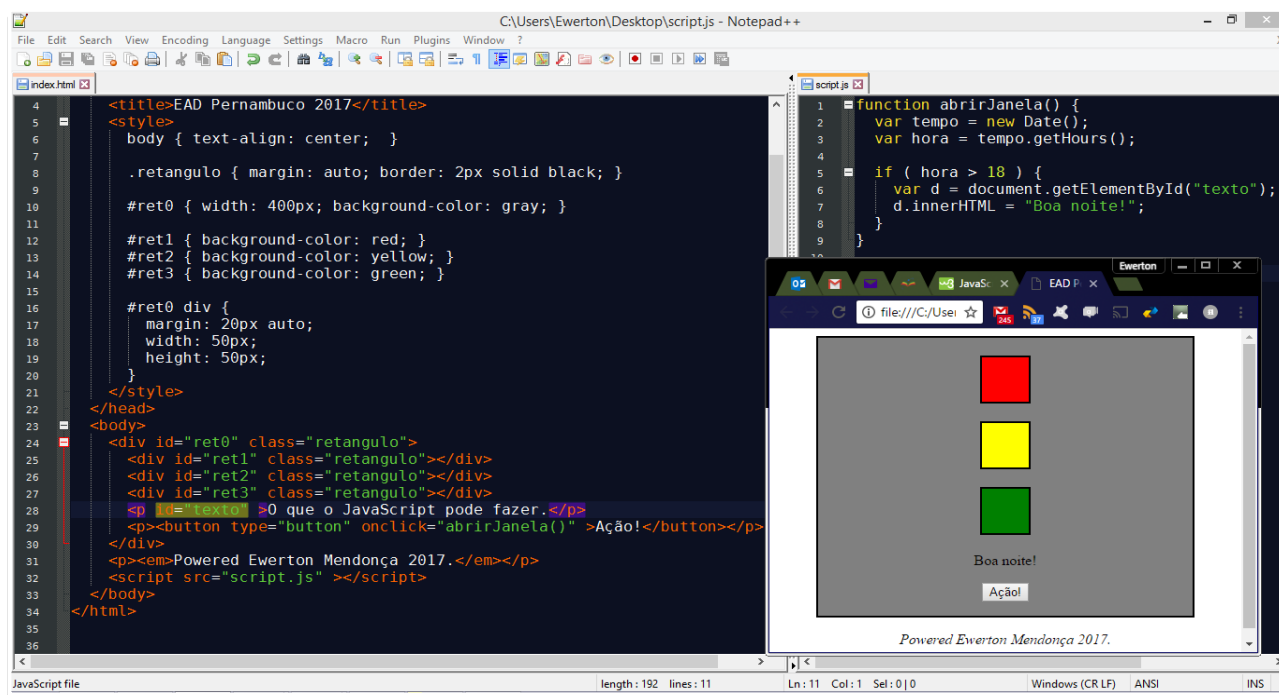 C:\Users\Ewerton\Desktop\script.js - Notepad++
File Edit Search View Encoding Language Settings Macro Run Plugins Window ?
index.html
4 <title>EAD Pernambuco 2017</title>
5 <style>
6 body { text-align: center; }
7
8 .retangulo { margin: auto; border: 2px solid black; }
9
10 #ret0 { width: 400px; background-color: gray; }
11
12 #ret1 { background-color: red; }
13 #ret2 { background-color: yellow; }
14 #ret3 { background-color: green; }
15
16 #ret0 div {
17 margin: 20px auto;
18 width: 50px;
19 height: 50px;
20 }
21 </style>
22 </head>
23 <body>
24 <div id="ret0" class="retangulo">
25 <div id="ret1" class="retangulo"></div>
26 <div id="ret2" class="retangulo"></div>
27 <div id="ret3" class="retangulo"></div>
28 <p id="texto" >O que o JavaScript pode fazer.</p>
29 <p><button type="button" onclick="abrirJanela()" >Ação!</button></p>
30 </div>
31 <p><em>Powered Ewerton Mendonça 2017.</em></p>
32 <script src="script.js" ></script>
33 </body>
34 </html>
35
36
script.js
1 function abrirJanela() {
2 var tempo = new Date();
3 var hora = tempo.getHours();
4
5 if ( hora > 18 ) {
6 var d = document.getElementById("texto");
7 d.innerHTML = "Boa noite!";
8 }
9 }
10
Ewerton
JavaSc
EAD P
file:///C:/User
245
37
Boa noite!
Ação!
Powered Ewerton Mendonça 2017.
JavaScript file length : 192 lines : 11 Ln : 11 Col : 1 Sel : 0 | 0 Windows (CR LF) ANSI INS